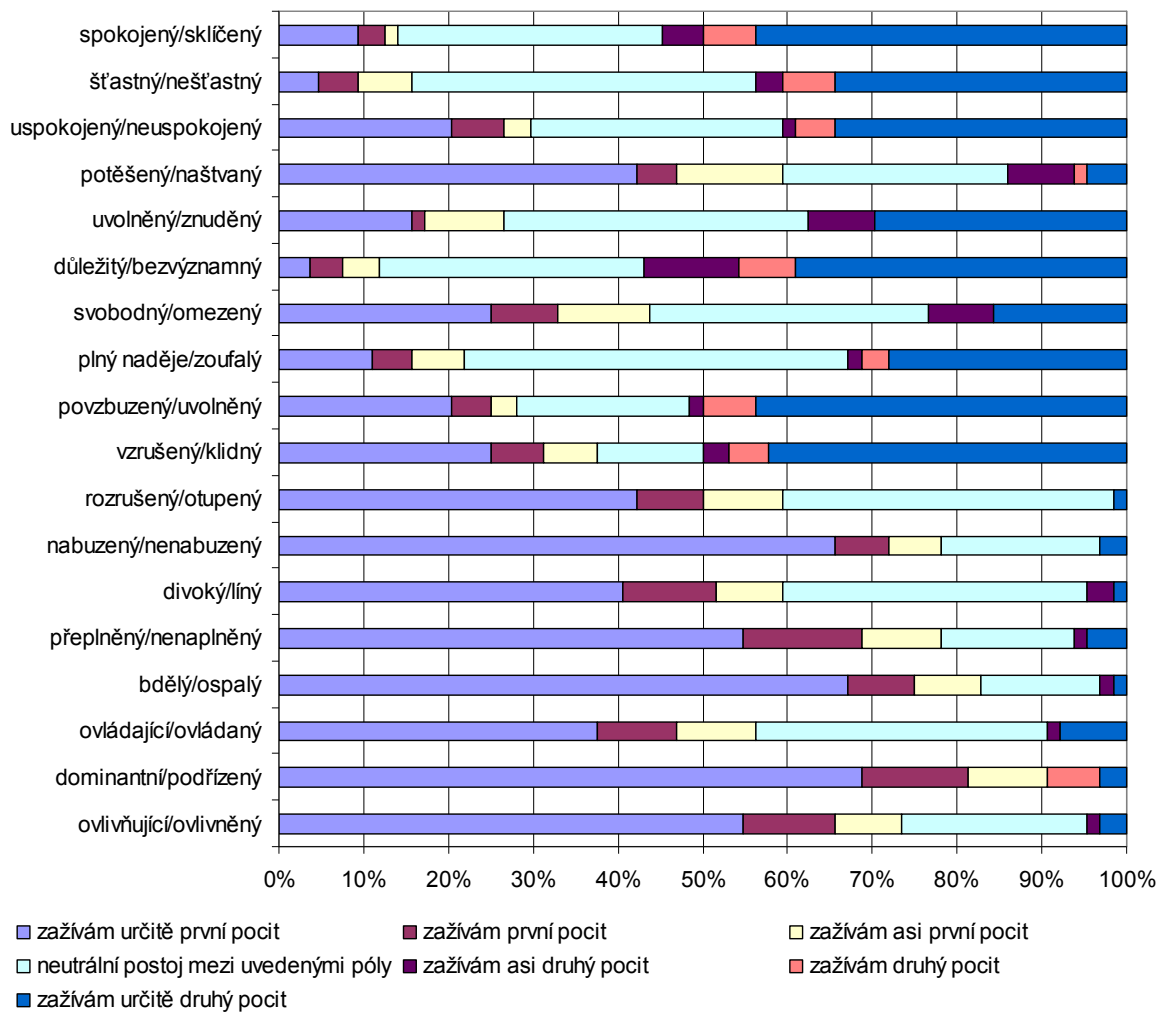 spokojený/sklíčený
šťastný/nešťastný
uspokojený/neuspokojený
potěšený/naštvaný
uvolněný/znuděný
důležitý/bezvýznamný
svobodný/omezený
plný naděje/zoufalý
povzbuzený/uvolněný
vzrušený/klidný
rozrušený/otupený
nabuzený/nenabuzený
divoký/líný
přeplněný/nenaplněný
bdělý/ospalý
ovládající/ovládaný
dominantní/podřízený
ovlivňující/ovlivněný
0% 10% 20% 30% 40% 50% 60% 70% 80% 90% 100%
zažívám určitě první pocit zažívám první pocit zažívám asi první pocit
neutrální postoj mezi uvedenými póly zažívám asi druhý pocit zažívám druhý pocit
zažívám určitě druhý pocit